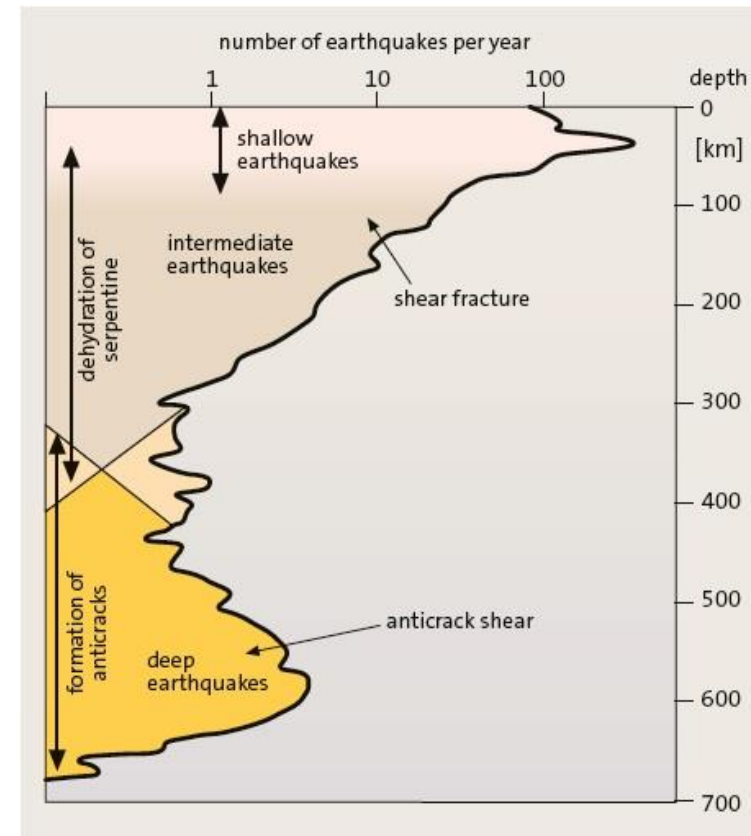 number of earthquakes per year
1 10 100 depth
0
[km]
shallow
earthquakes
100
intermediate
earthquakes
dehydration of
serpentine
shear fracture
200
300
400
500
formation of
anticracks
anticrack shear
deep
earthquakes
600
700